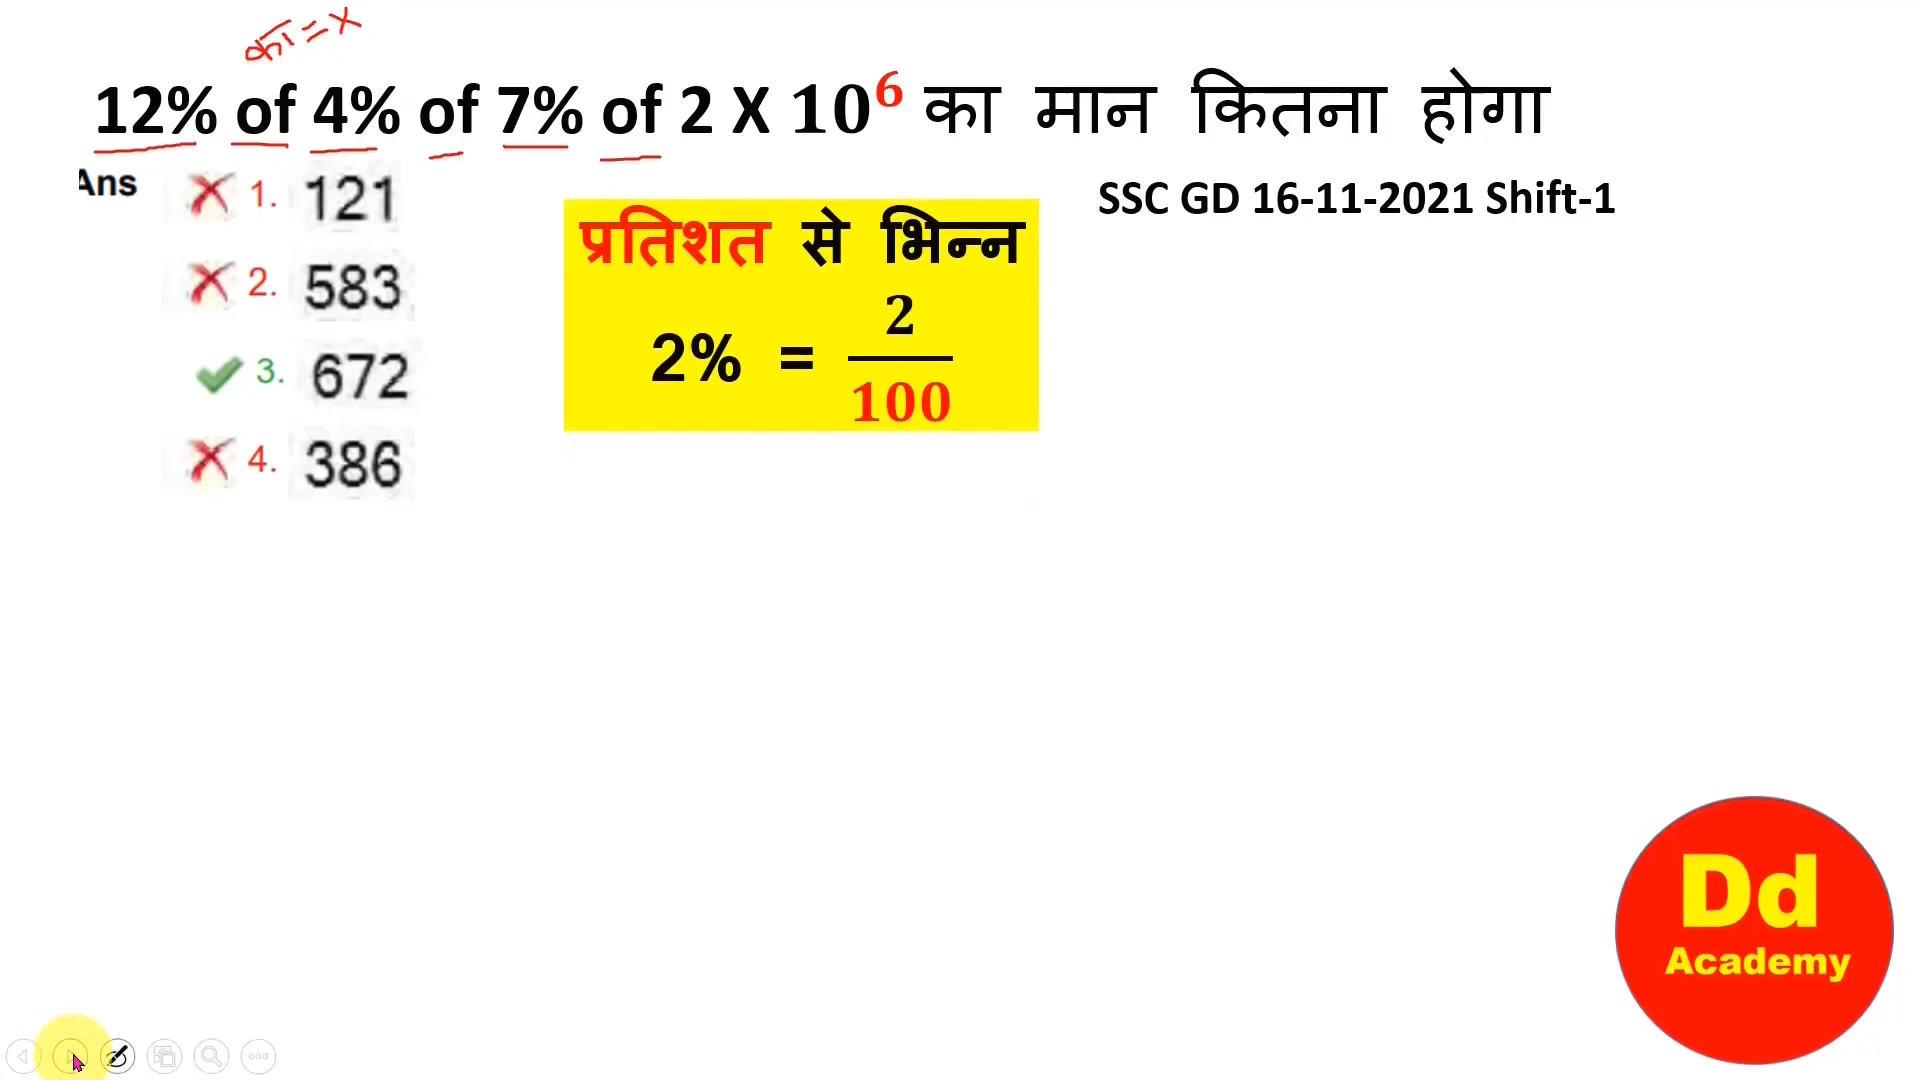 का = x
12% of 4% of 7% of 2 X 10⁶ का मान कितना होगा
Ans
1. 121
2. 583
3. 672
4. 386
SSC GD 16-11-2021 Shift-1
प्रतिशत से भिन्न
2% = 2/100
Dd
Academy